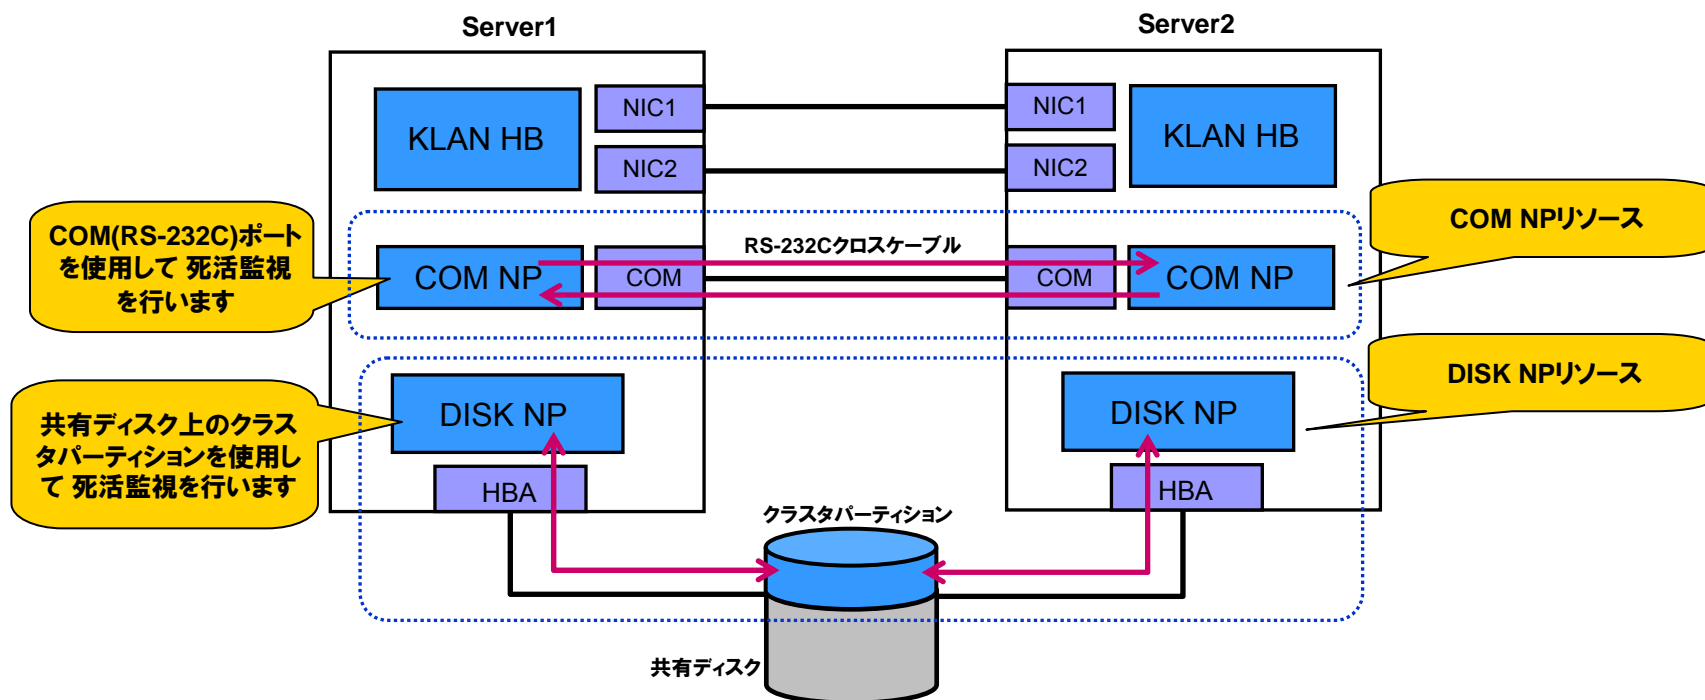 Server1
Server2
KLAN HB
NIC1
NIC1
KLAN HB
NIC2
NIC2
COM(RS-232C)ポート
を使用して 死活監視
を行います
COM NPリソース
RS-232Cクロスケーブル
COM NP
COM
COM
COM NP
DISK NPリソース
共有ディスク上のクラス
タパーティションを使用し
て 死活監視を行います
DISK NP
DISK NP
HBA
HBA
クラスタパーティション
共有ディスク